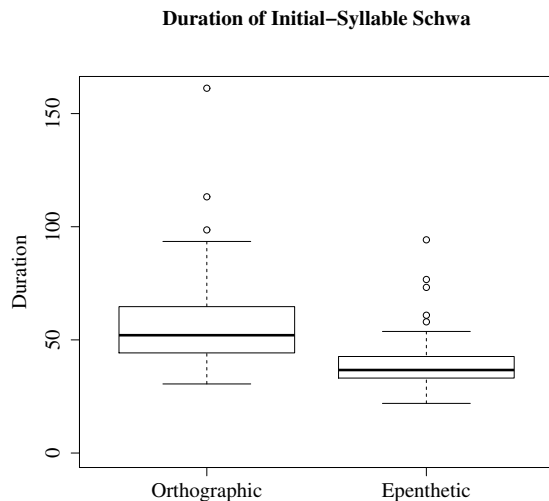 Duration of Initial−Syllable Schwa
150
100
50
0
Duration
Orthographic Epenthetic